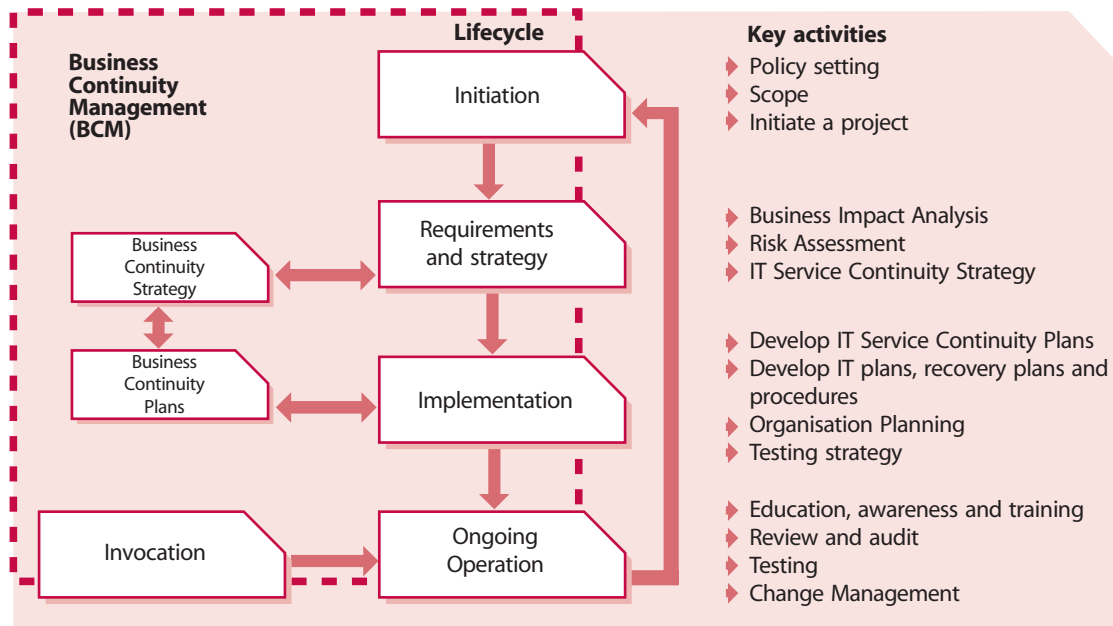 Lifecycle
Key activities
Business
Continuity
Management
(BCM)
Initiation
Policy setting
Scope
Initiate a project
Requirements
and strategy
Business Impact Analysis
Risk Assessment
IT Service Continuity Strategy
Business
Continuity
Strategy
Business
Continuity
Plans
Implementation
Develop IT Service Continuity Plans
Develop IT plans, recovery plans and
procedures
Organisation Planning
Testing strategy
Invocation
Ongoing
Operation
Education, awareness and training
Review and audit
Testing
Change Management